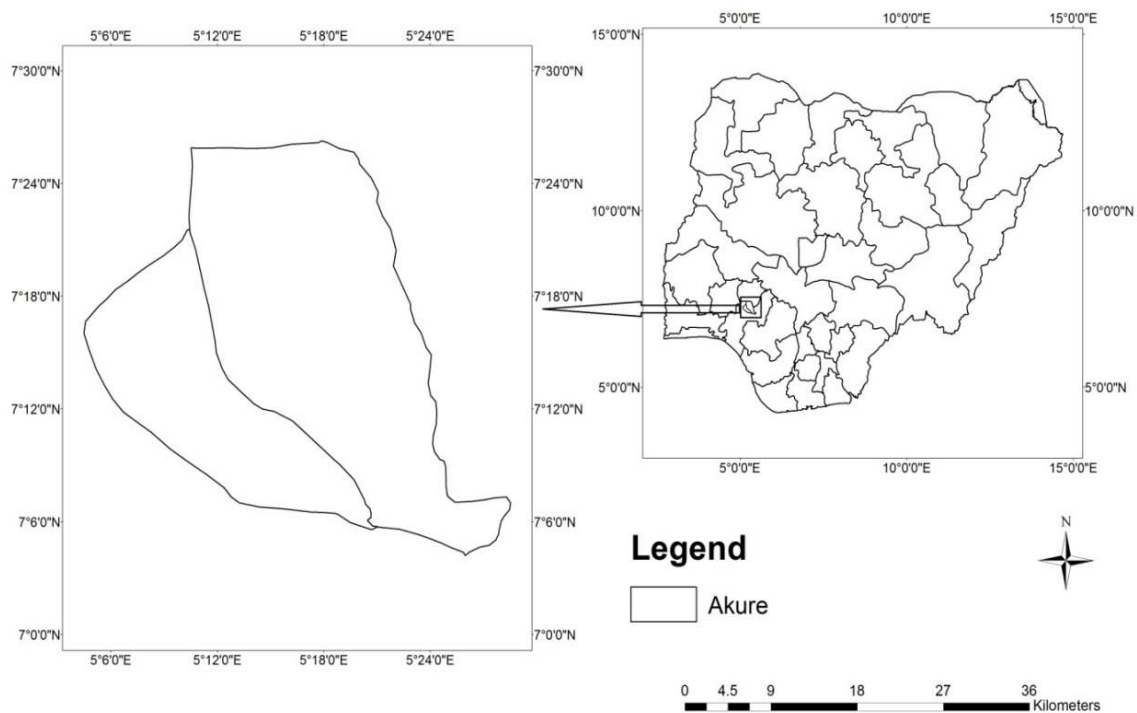 5°6'0"E 5°12'0"E 5°18'0"E 5°24'0"E
7°30'0"N 7°30'0"N
7°24'0"N 7°24'0"N
7°18'0"N 7°18'0"N
7°12'0"N 7°12'0"N
7°6'0"N 7°6'0"N
7°0'0"N 7°0'0"N
5°6'0"E 5°12'0"E 5°18'0"E 5°24'0"E
5°0'0"E 10°0'0"E 15°0'0"E
15°0'0"N 15°0'0"N
10°0'0"N 10°0'0"N
5°0'0"N 5°0'0"N
5°0'0"E 10°0'0"E 15°0'0"E
N
Legend
Akure
0 4.5 9 18 27 36
Kilometers